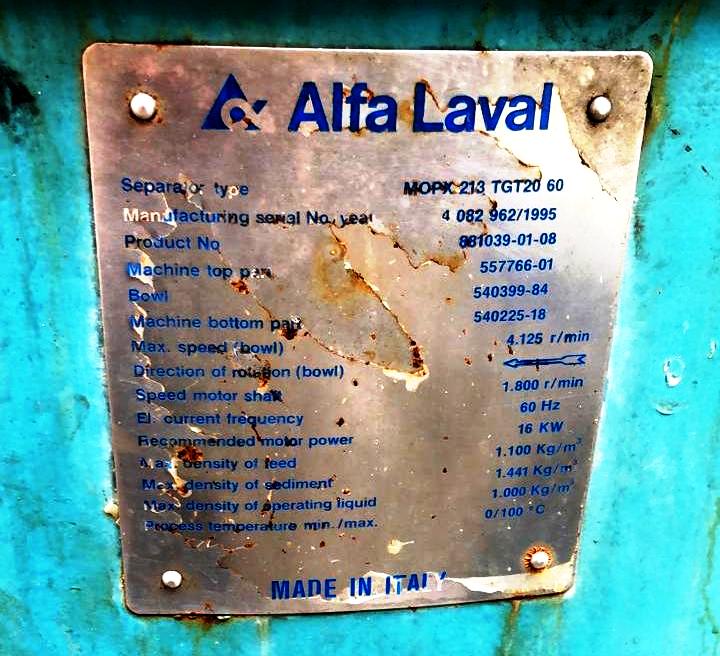 Alfa Laval
Separator type MOPX 213 TGT20 60
Manufacturing serial No./year 4 082 962/1995
Product No 881039-01-08
Machine top part 557766-01
Bowl 540399-84
Machine bottom part 540225-18
Max. speed (bowl) 4.125 r/min
Direction of rotation (bowl)
Speed motor shaft 1.800 r/min
El. current frequency 60 Hz
Recommended motor power 16 KW
Max. density of feed 1.100 Kg/m³
Max. density of sediment 1.441 Kg/m³
Max. density of operating liquid 1.000 Kg/m³
Process temperature min./max. 0/100 °C
MADE IN ITALY